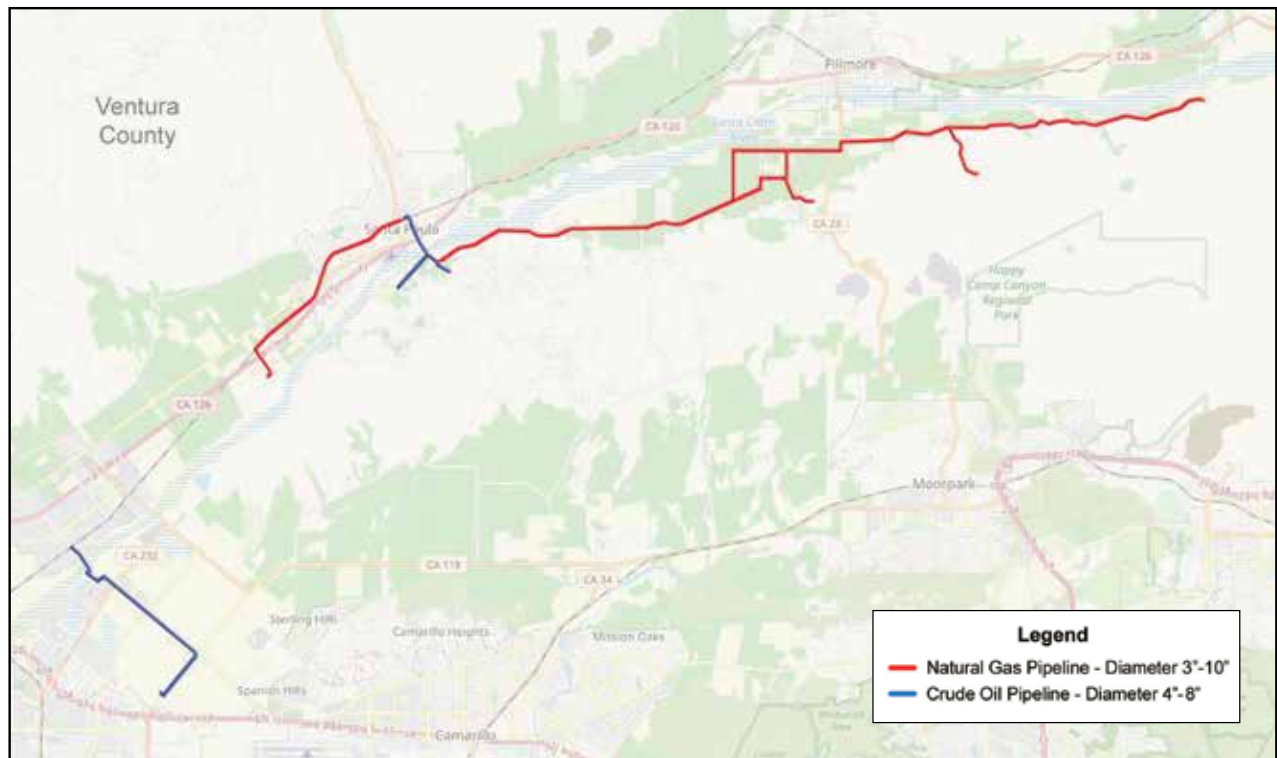 Fillmore
CA 126
Ventura
County
CA 126
Santa Clara
River
Santa Paula
CA 23
Happy
Camp Canyon
Regional
Park
CA 126
Moorpark
CA 232
CA 118
CA 34
Sterling Hills
Camarillo Heights
Mission Oaks
Spanish Hills
Camarillo
Legend
Natural Gas Pipeline - Diameter 3"-10"
Crude Oil Pipeline - Diameter 4"-8"